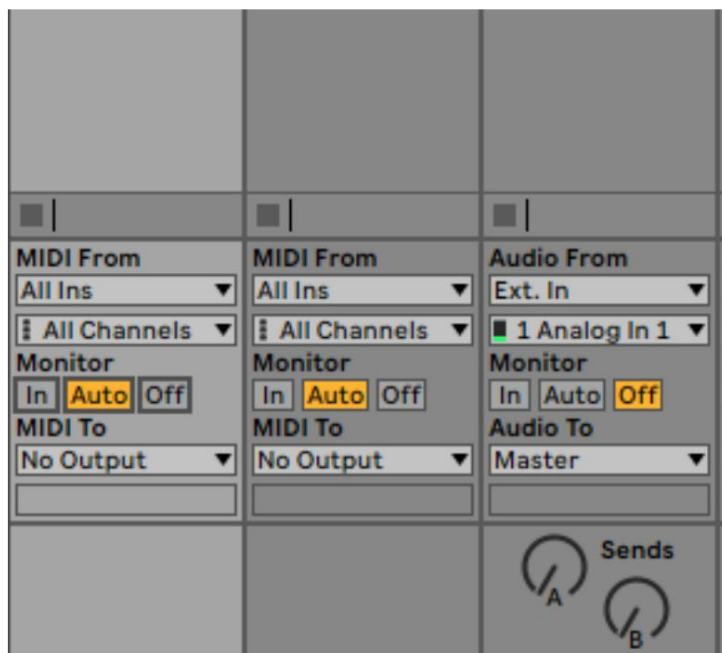 MIDI From
All Ins
All Channels
Monitor
In Auto Off
MIDI To
No Output
MIDI From
All Ins
All Channels
Monitor
In Auto Off
MIDI To
No Output
Audio From
Ext. In
1 Analog In 1
Monitor
In Auto Off
Audio To
Master
Sends
A
B